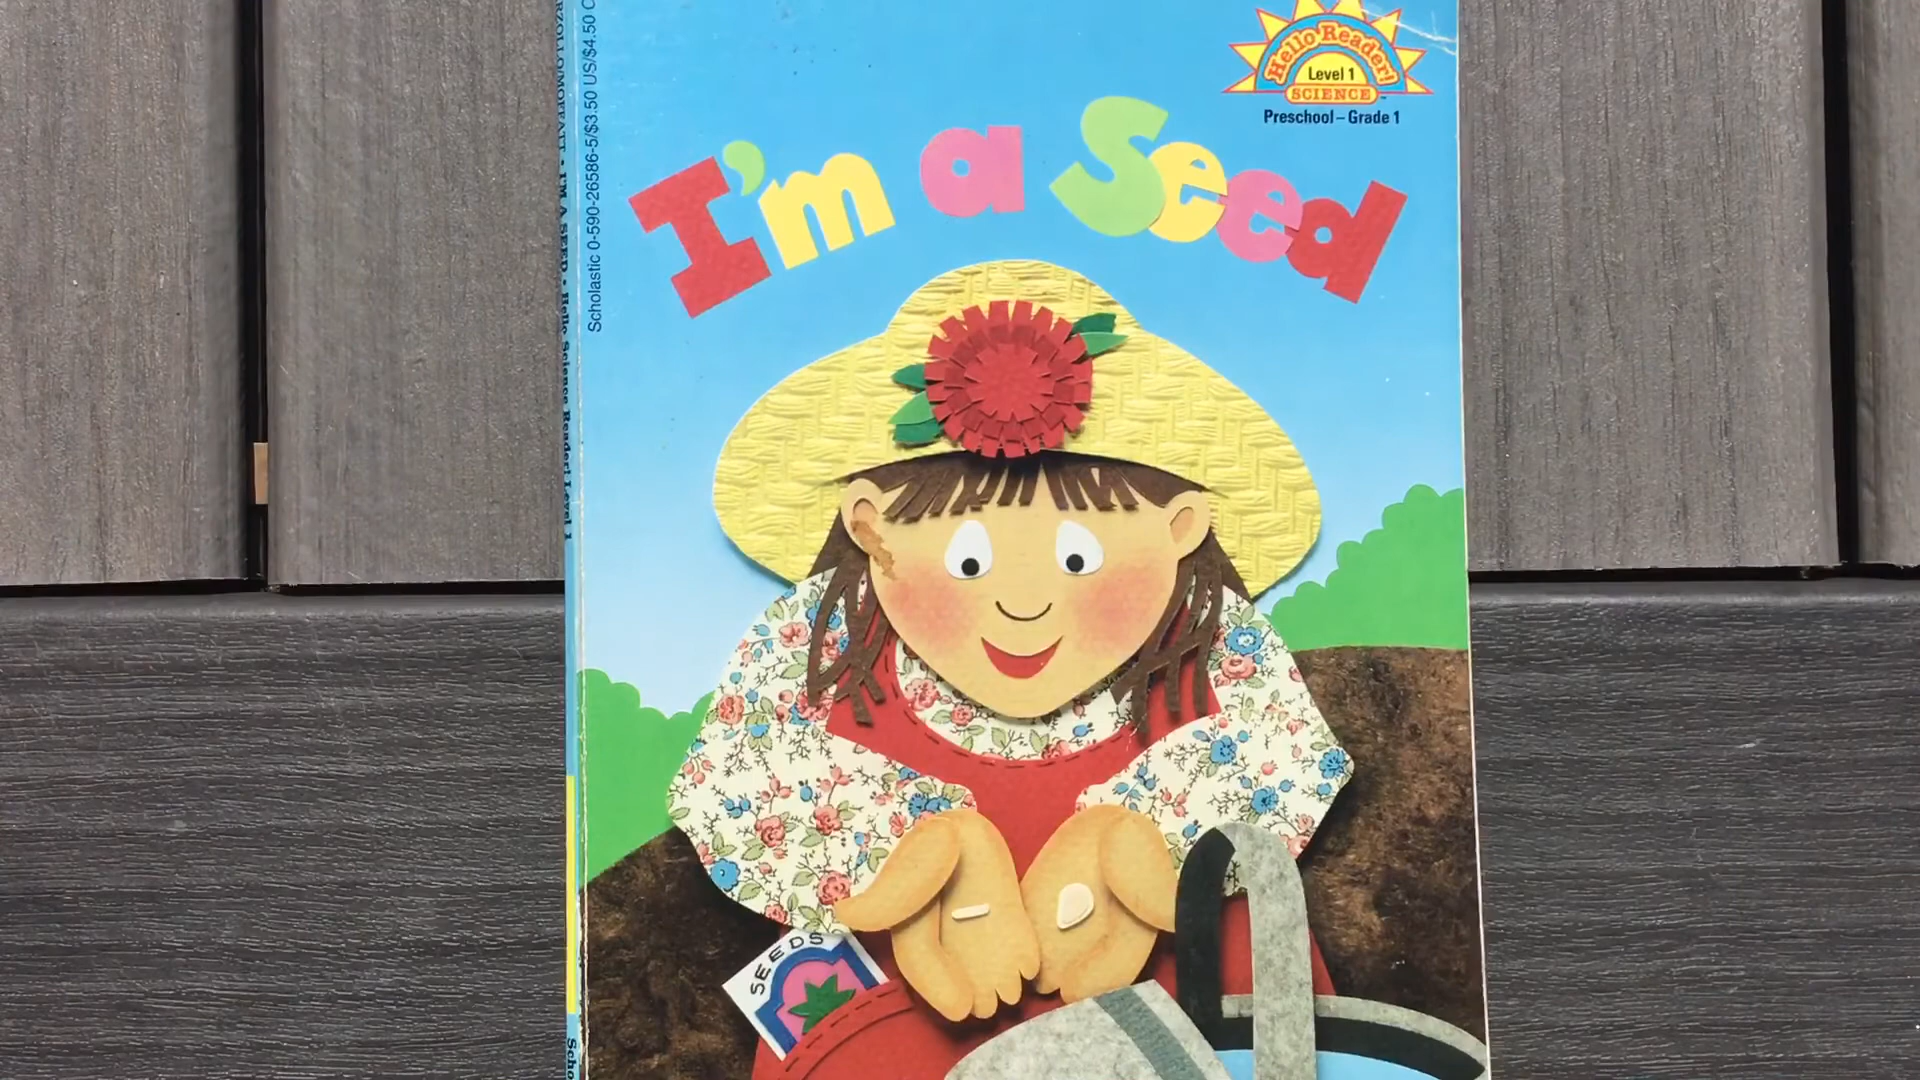 Hello Reader!
Level 1
SCIENCE™
Preschool – Grade 1
I'm a Seed
SEEDS
Scholastic 0-590-26586-5/$3.50 US/$4.50
I'M A SEED • Hello Science Reader! Level 1